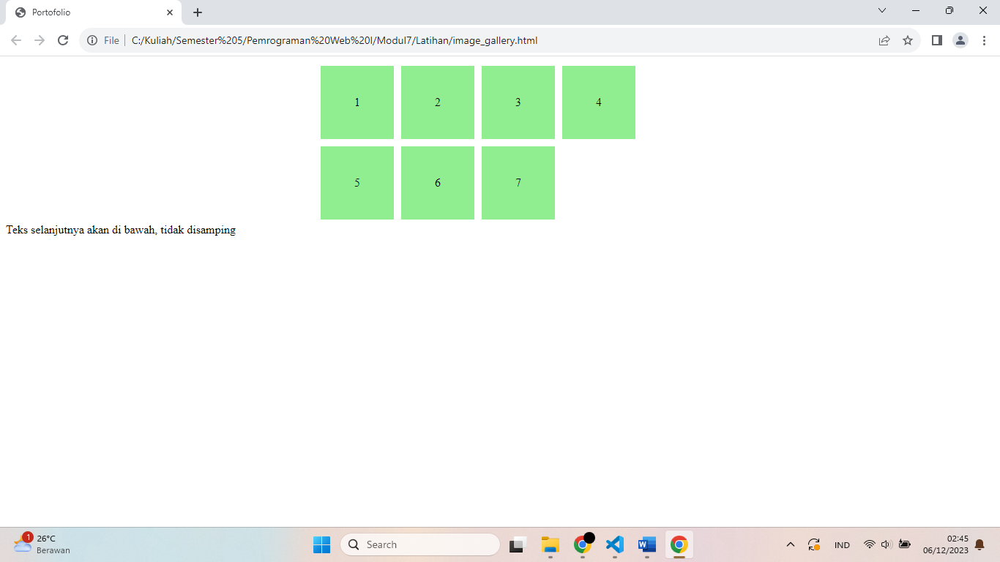 Portofolio
File
C:/Kuliah/Semester%205/Pemrograman%20Web%20I/Modul7/Latihan/image_gallery.html
1 2 3 4
5 6 7
Teks selanjutnya akan di bawah, tidak disamping
1
26°C
Berawan
Search
IND
02:45
06/12/2023